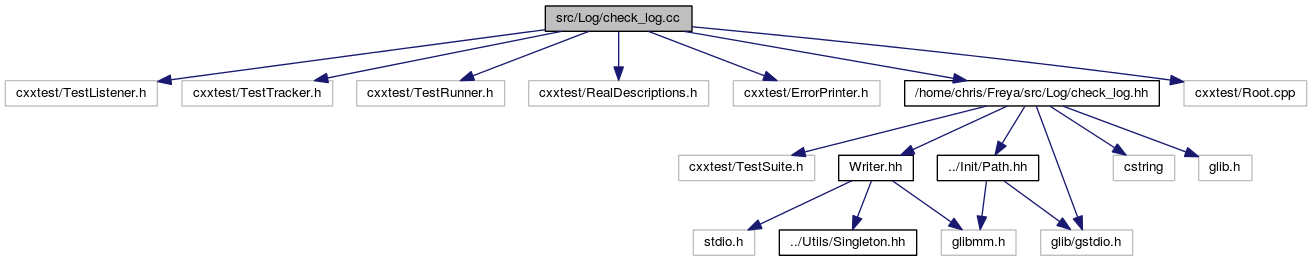 src/Log/check_log.cc
cxxtest/TestListener.h
cxxtest/TestTracker.h
cxxtest/TestRunner.h
cxxtest/RealDescriptions.h
cxxtest/ErrorPrinter.h
/home/chris/Freya/src/Log/check_log.hh
cxxtest/Root.cpp
cxxtest/TestSuite.h
Writer.hh
../Init/Path.hh
cstring
glib.h
stdio.h
../Utils/Singleton.hh
glibmm.h
glib/gstdio.h